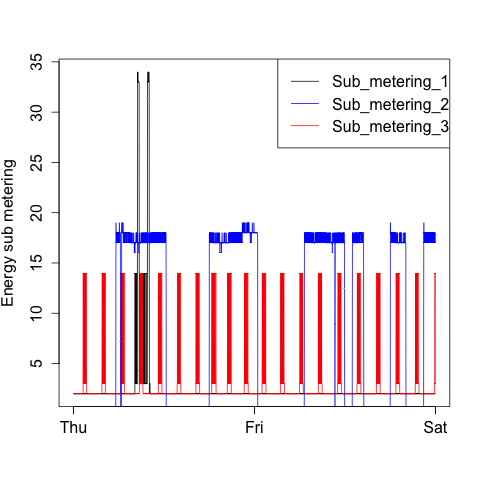 Sub_metering_1
Sub_metering_2
Sub_metering_3
Energy sub metering
35
30
25
20
15
10
5
Thu
Fri
Sat